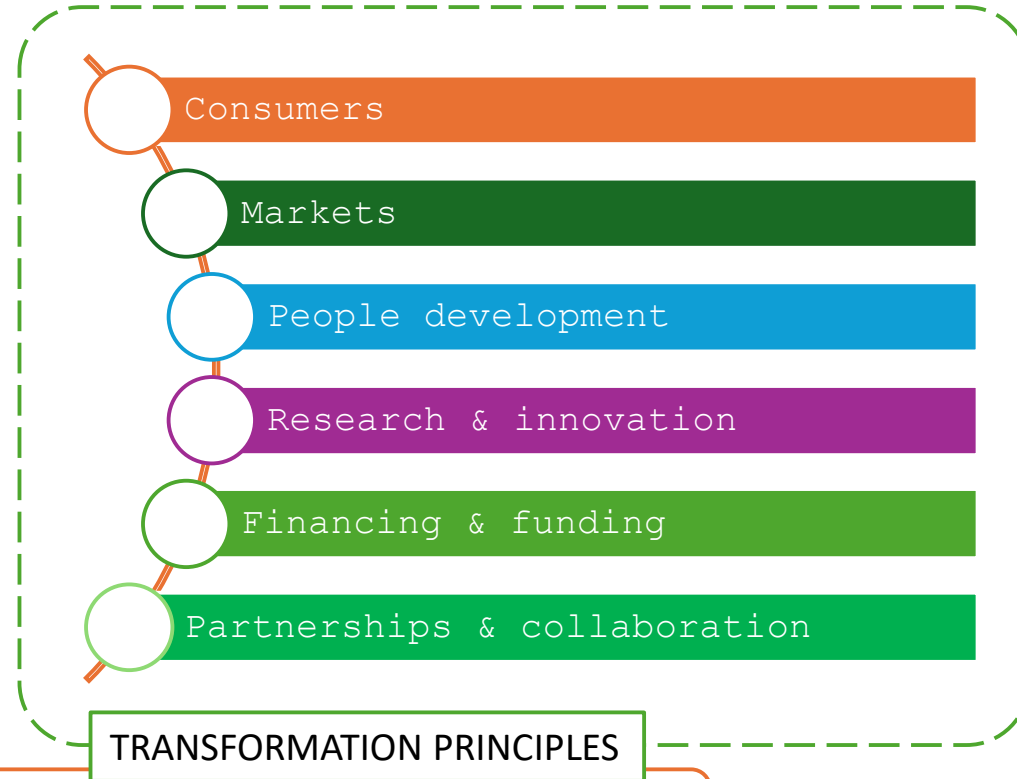 Consumers
Markets
People development
Research & innovation
Financing & funding
Partnerships & collaboration
TRANSFORMATION PRINCIPLES